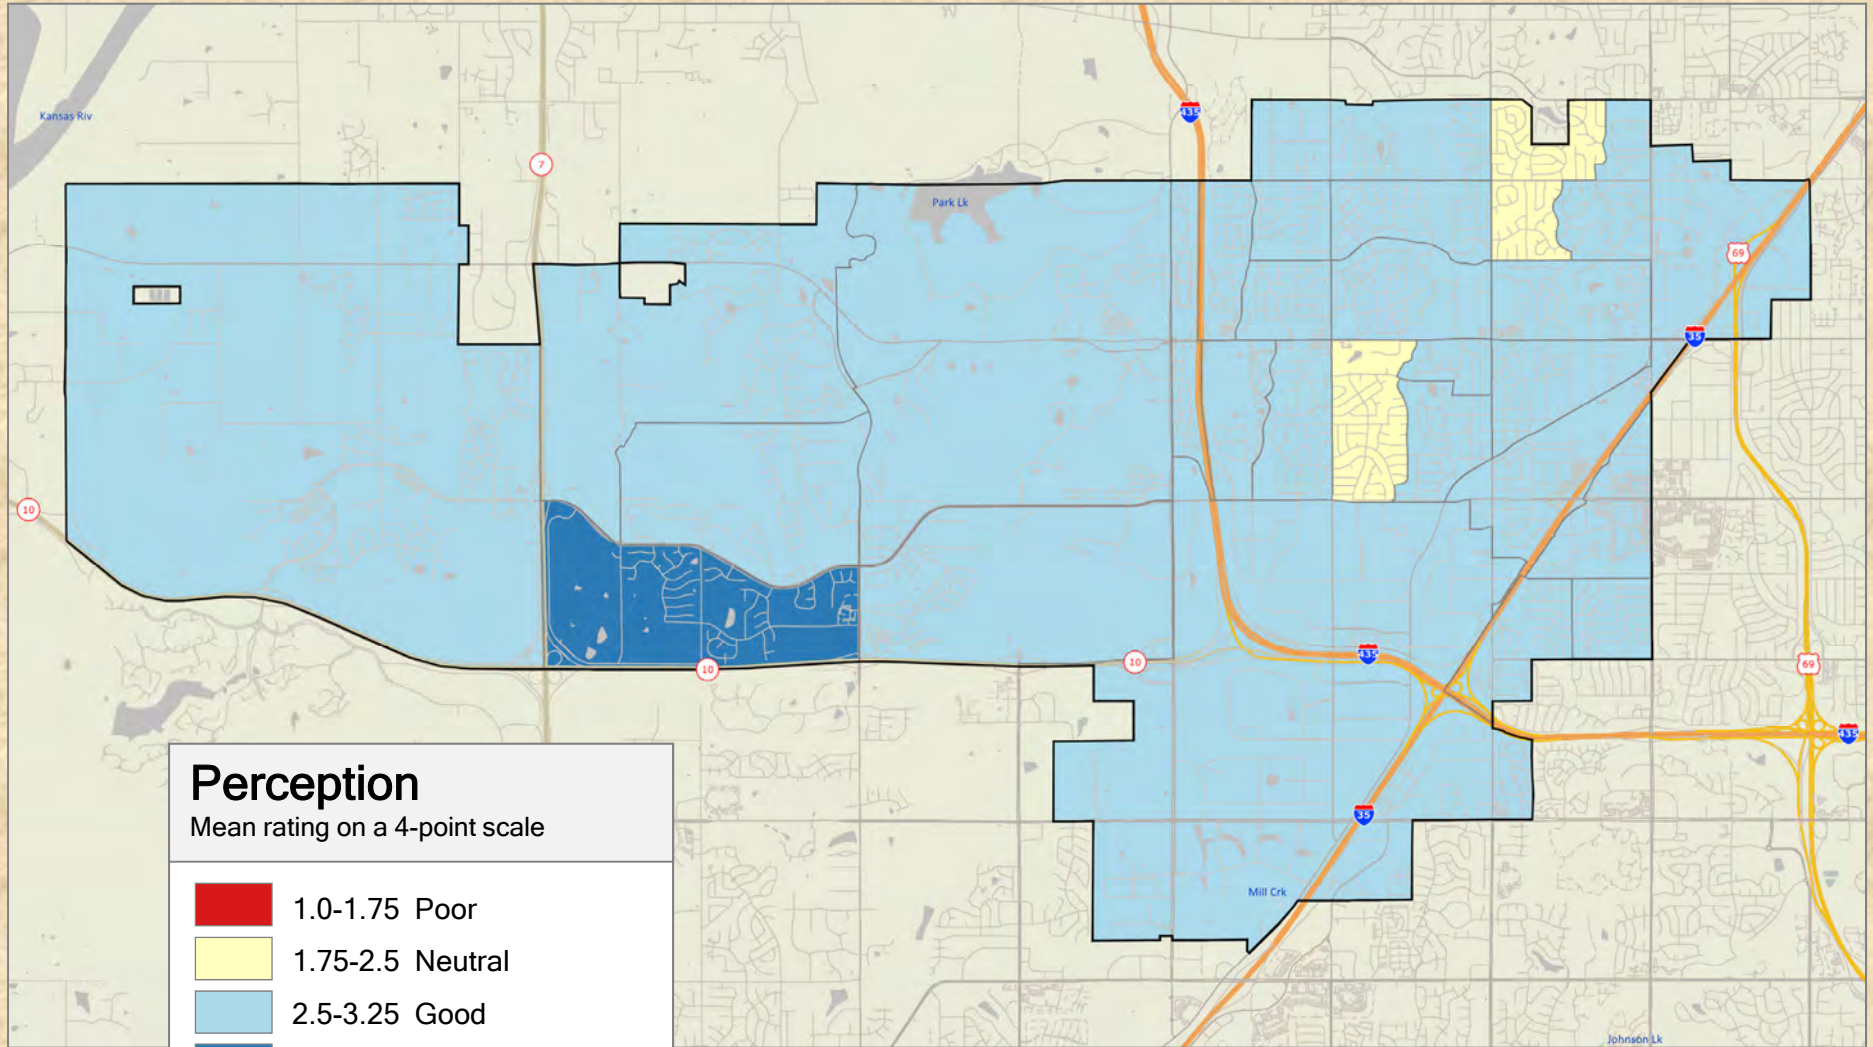 Kansas Riv
435
7
Park Lk
69
35
10
10
10
435
69
435
35
Mill Crk
Johnson Lk
Perception
Mean rating on a 4-point scale
1.0-1.75 Poor
1.75-2.5 Neutral
2.5-3.25 Good